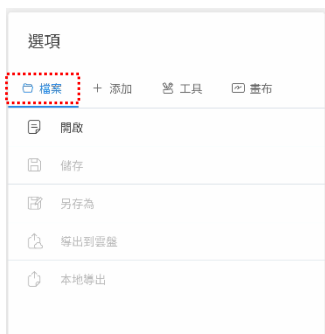 選項
檔案 添加 工具 畫布
開啟
儲存
另存為
導出到雲盤
本地導出